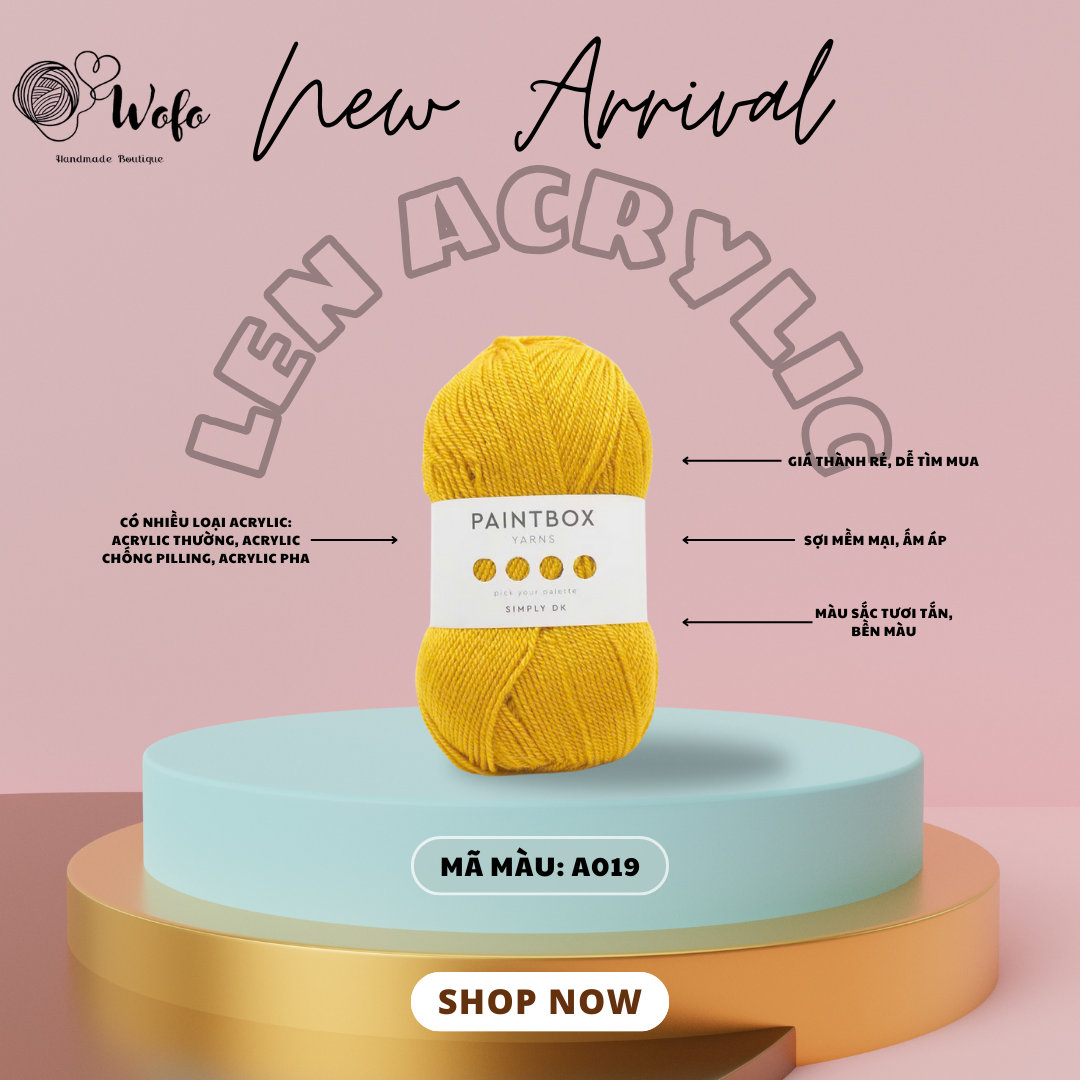 Wofo
Handmade Boutique
New Arrival
LEN ACRYLIC
GIÁ THÀNH RẺ, DỄ TÌM MUA
CÓ NHIỀU LOẠI ACRYLIC:
ACRYLIC THƯỜNG, ACRYLIC
CHỐNG PILLING, ACRYLIC PHA
SỢI MỀM MẠI, ẤM ÁP
MÀU SẮC TƯƠI TẮN,
BỀN MÀU
PAINTBOX
YARNS
pick your palette
SIMPLY DK
MÃ MÀU: A019
SHOP NOW